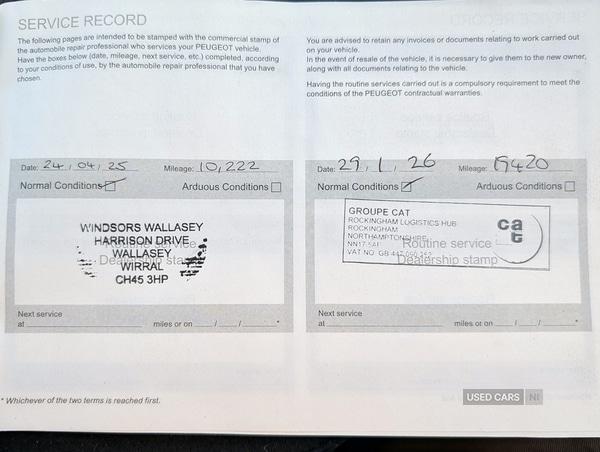 SERVICE RECORD
The following pages are intended to be stamped with the commercial stamp of
the automobile repair professional who services your PEUGEOT vehicle.
Have the boxes below (date, mileage, next service, etc.) completed, according
to your conditions of use, by the automobile repair professional that you have
chosen.
Date: 24 / 04 / 25 Mileage: 10,222
Normal Conditions Arduous Conditions
WINDSORS WALLASEY
HARRISON DRIVE
WALLASEY
WIRRAL
CH45 3HP
Routine service
Dealership stamp
Next service
at miles or on / / *
* Whichever of the two terms is reached first.
You are advised to retain any invoices or documents relating to work carried out
on your vehicle.
In the event of resale of the vehicle, it is necessary to give them to the new owner,
along with all documents relating to the vehicle.
Having the routine services carried out is a compulsory requirement to meet the
conditions of the PEUGEOT contractual warranties.
Date: 29 / 1 / 26 Mileage: 19420
Normal Conditions Arduous Conditions
GROUPE CAT
ROCKINGHAM LOGISTICS HUB
ROCKINGHAM
NORTHAMPTONSHIRE
VAT NO GB
cat
Routine service
Dealership stamp
Next service
at miles or on / / *
USED CARS NI